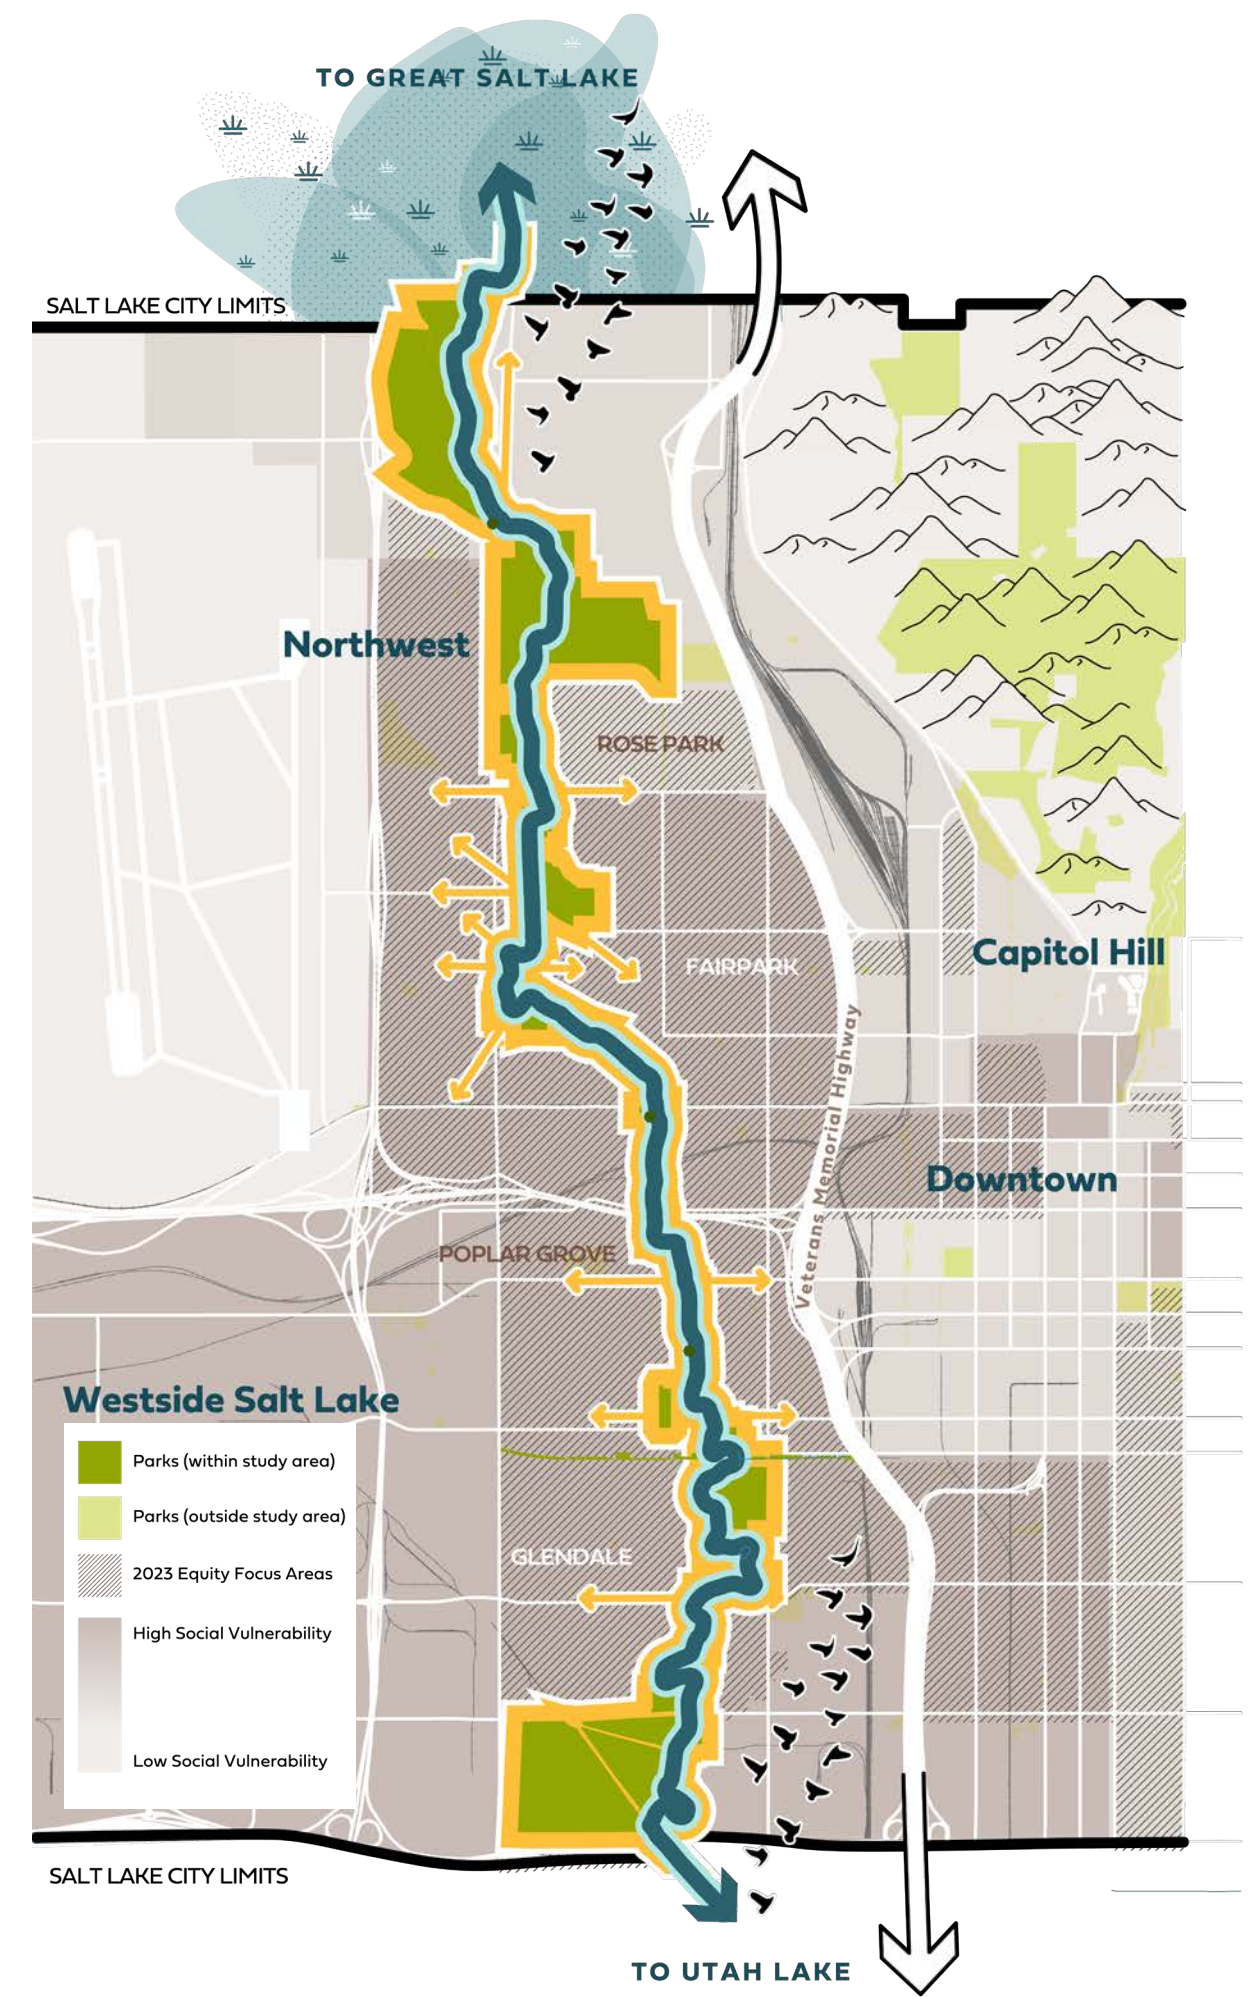 TO GREAT SALT LAKE
SALT LAKE CITY LIMITS
Northwest
ROSE PARK
Capitol Hill
FAIRPARK
Veterans Memorial Highway
Downtown
POPLAR GROVE
Westside Salt Lake
Parks (within study area)
Parks (outside study area)
2023 Equity Focus Areas
High Social Vulnerability
Low Social Vulnerability
GLENDALE
SALT LAKE CITY LIMITS
TO UTAH LAKE